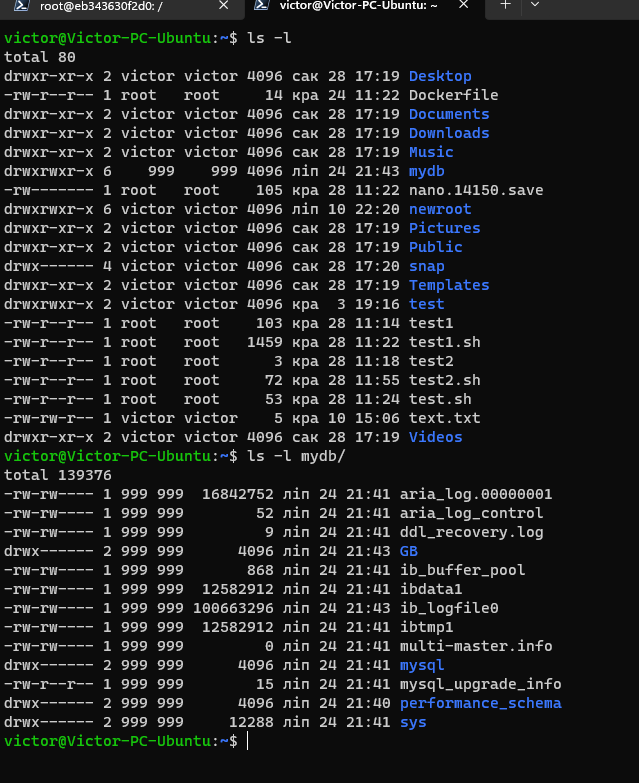 root@eb343630f2d0: /
victor@Victor-PC-Ubuntu: ~
victor@Victor-PC-Ubuntu:~$ ls -l
total 80
drwxr-xr-x 2 victor victor 4096 сак 28 17:19 Desktop
-rw-r--r-- 1 root   root     14 кра 24 11:22 Dockerfile
drwxr-xr-x 2 victor victor 4096 сак 28 17:19 Documents
drwxr-xr-x 2 victor victor 4096 сак 28 17:19 Downloads
drwxr-xr-x 2 victor victor 4096 сак 28 17:19 Music
drwxrwxr-x 6    999    999 4096 ліп 24 21:43 mydb
-rw------- 1 root   root    105 кра 28 11:22 nano.14150.save
drwxrwxr-x 6 victor victor 4096 ліп 10 22:20 newroot
drwxr-xr-x 2 victor victor 4096 сак 28 17:19 Pictures
drwxr-xr-x 2 victor victor 4096 сак 28 17:19 Public
drwx------ 4 victor victor 4096 сак 28 17:20 snap
drwxr-xr-x 2 victor victor 4096 сак 28 17:19 Templates
drwxrwxr-x 2 victor victor 4096 кра  3 19:16 test
-rw-r--r-- 1 root   root    103 кра 28 11:14 test1
-rw-r--r-- 1 root   root   1459 кра 28 11:22 test1.sh
-rw-r--r-- 1 root   root      3 кра 28 11:18 test2
-rw-r--r-- 1 root   root     72 кра 28 11:55 test2.sh
-rw-r--r-- 1 root   root     53 кра 28 11:24 test.sh
-rw-rw-r-- 1 victor victor    5 кра 10 15:06 text.txt
drwxr-xr-x 2 victor victor 4096 сак 28 17:19 Videos
victor@Victor-PC-Ubuntu:~$ ls -l mydb/
total 139376
-rw-rw---- 1 999 999  16842752 ліп 24 21:41 aria_log.00000001
-rw-rw---- 1 999 999        52 ліп 24 21:41 aria_log_control
-rw-rw---- 1 999 999         9 ліп 24 21:41 ddl_recovery.log
drwx------ 2 999 999      4096 ліп 24 21:43 GB
-rw-rw---- 1 999 999       868 ліп 24 21:41 ib_buffer_pool
-rw-rw---- 1 999 999  12582912 ліп 24 21:41 ibdata1
-rw-rw---- 1 999 999 100663296 ліп 24 21:43 ib_logfile0
-rw-rw---- 1 999 999  12582912 ліп 24 21:41 ibtmp1
-rw-rw---- 1 999 999         0 ліп 24 21:41 multi-master.info
drwx------ 2 999 999      4096 ліп 24 21:41 mysql
-rw-r--r-- 1 999 999        15 ліп 24 21:41 mysql_upgrade_info
drwx------ 2 999 999      4096 ліп 24 21:40 performance_schema
drwx------ 2 999 999     12288 ліп 24 21:41 sys
victor@Victor-PC-Ubuntu:~$